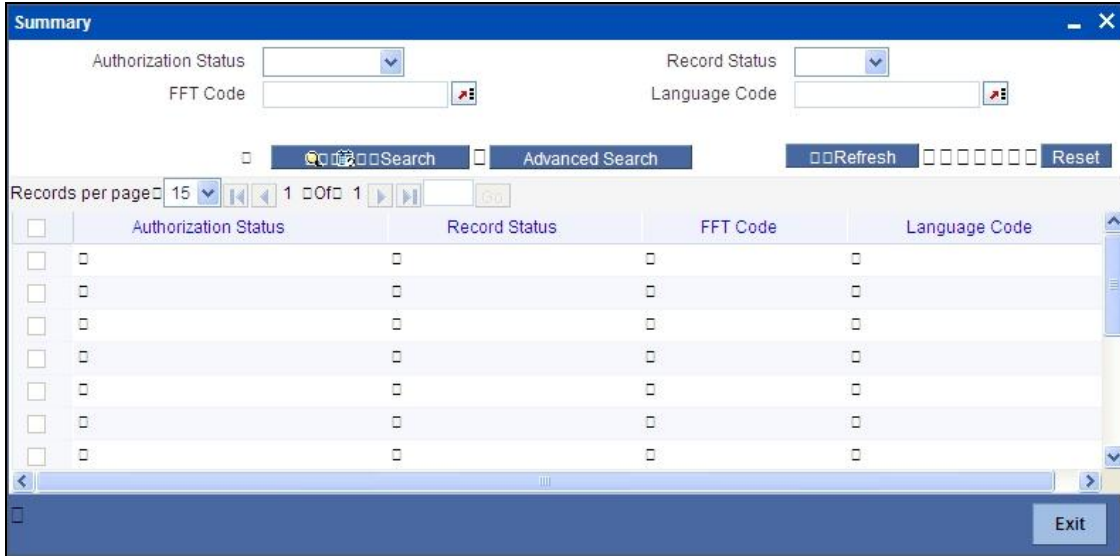 Summary
Authorization Status Record Status
FFT Code Language Code
Search Advanced Search Refresh Reset
Records per page 15 1 Of 1 Go
Authorization Status Record Status FFT Code Language Code
Exit